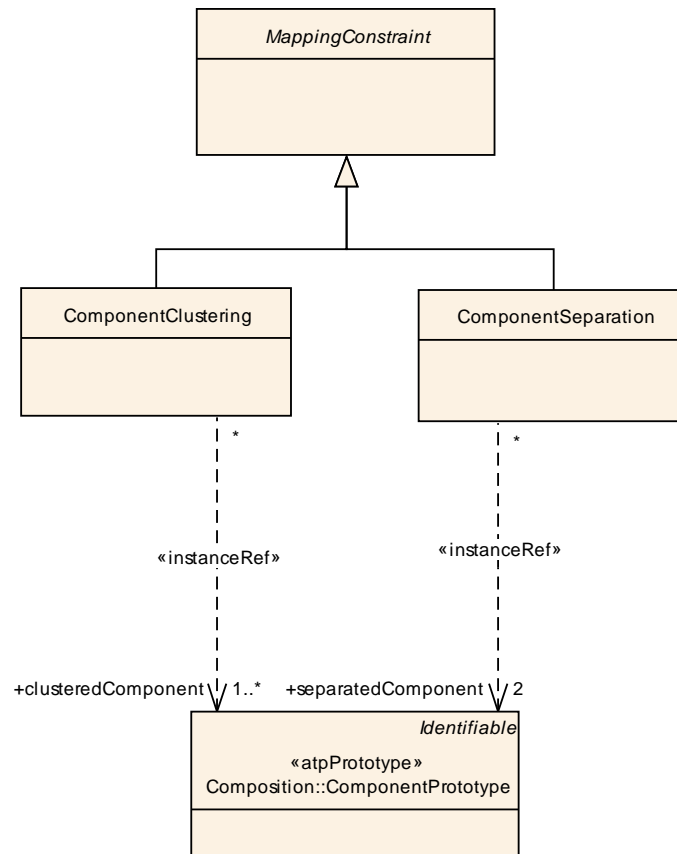 MappingConstraint
ComponentClustering
ComponentSeparation
*
*
«instanceRef»
«instanceRef»
+clusteredComponent 1..*
+separatedComponent 2
Identifiable
«atpPrototype»
Composition::ComponentPrototype